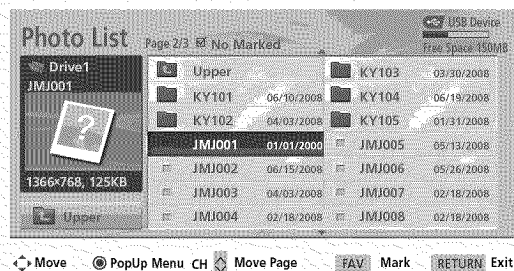 Photo List
Page 2/3 No Marked
USB Device
Free Space 150MB
Drive1
JMJ001
1366×768, 125KB
Upper
Upper
KY101 06/10/2008
KY102 04/03/2008
JMJ001 01/01/2000
JMJ002 06/15/2008
JMJ003 04/03/2008
JMJ004 02/18/2008
KY103 03/30/2008
KY104 06/19/2008
KY105 01/31/2008
JMJ005 05/13/2008
JMJ006 05/26/2008
JMJ007 02/18/2008
JMJ008 02/18/2008
Move PopUp Menu CH Move Page FAV Mark RETURN Exit